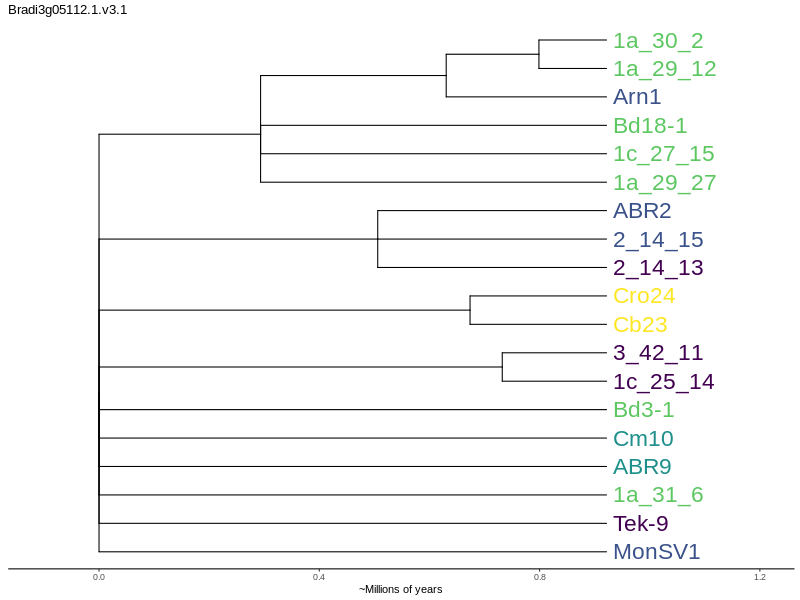 Bradi3g05112.1.v3.1
1a_30_2
1a_29_12
Arn1
Bd18-1
1c_27_15
1a_29_27
ABR2
2_14_15
2_14_13
Cro24
Cb23
3_42_11
1c_25_14
Bd3-1
Cm10
ABR9
1a_31_6
Tek-9
MonSV1
0.0 0.4 0.8 1.2
~Millions of years